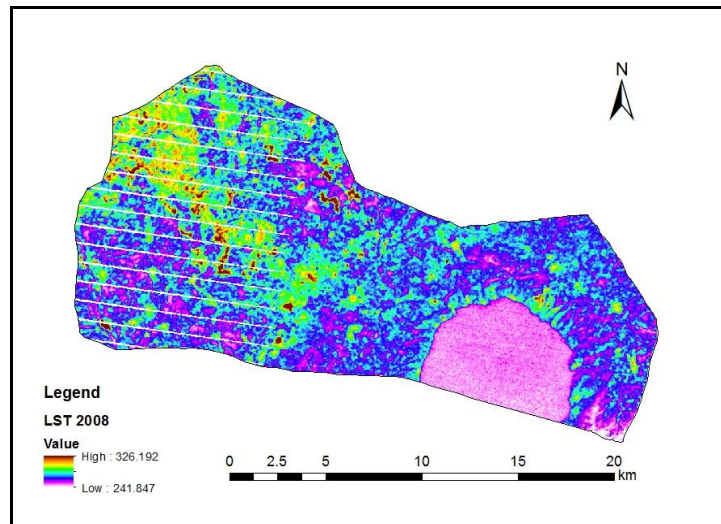 N
Legend
LST 2008
Value
High : 326.192
Low : 241.847
0 2.5 5 10 15 20
km